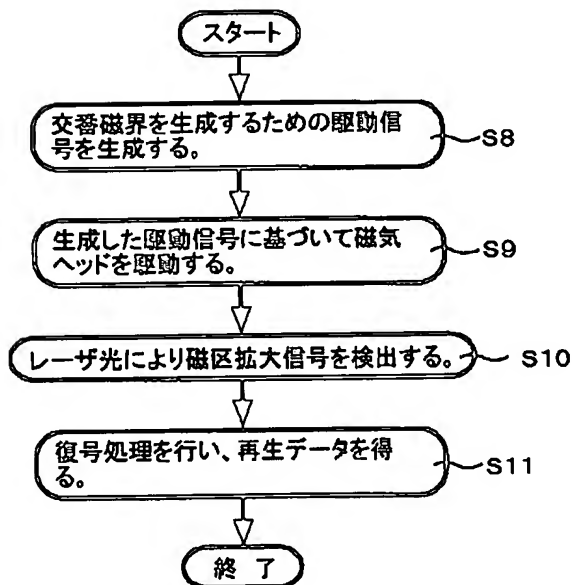 スタート
交番磁界を生成するための駆動信
号を生成する。
S8
生成した駆動信号に基づいて磁気
ヘッドを駆動する。
S9
レーザ光により磁区拡大信号を検出する。
S10
復号処理を行い、再生データを得
る。
S11
終了